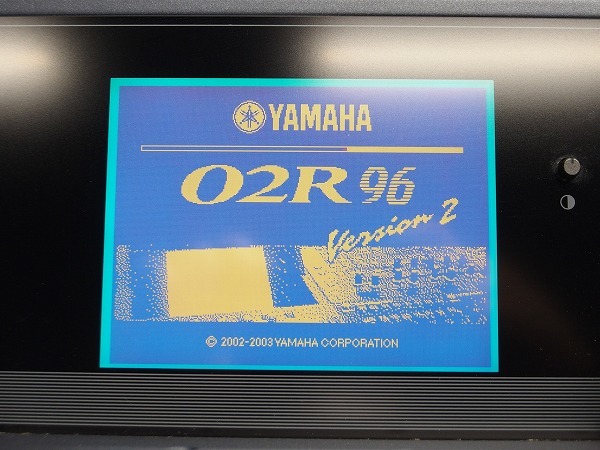 YAMAHA
02R 96
Version 2
© 2002-2003 YAMAHA CORPORATION